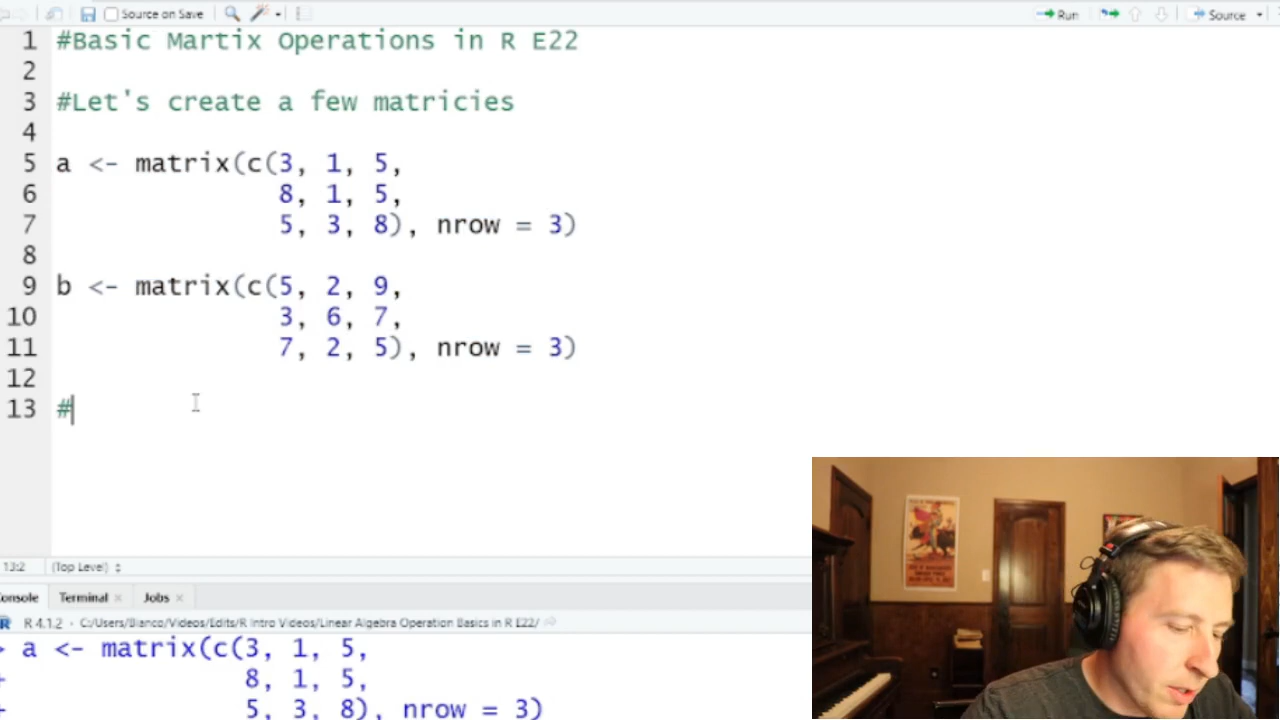 Source on Save Run Source
1 #Basic Martix Operations in R E22
2
3 #Let's create a few matricies
4
5 a <- matrix(c(3, 1, 5,
6 8, 1, 5,
7 5, 3, 8), nrow = 3)
8
9 b <- matrix(c(5, 2, 9,
10 3, 6, 7,
11 7, 2, 5), nrow = 3)
12
13 #
13:2 (Top Level)
onsole Terminal Jobs
R 4.1.2 · C:/Users/Bianco/Videos/Edits/R Intro Videos/Linear Algebra Operation Basics in R E22/
> a <- matrix(c(3, 1, 5,
+ 8, 1, 5,
+ 5, 3, 8), nrow = 3)